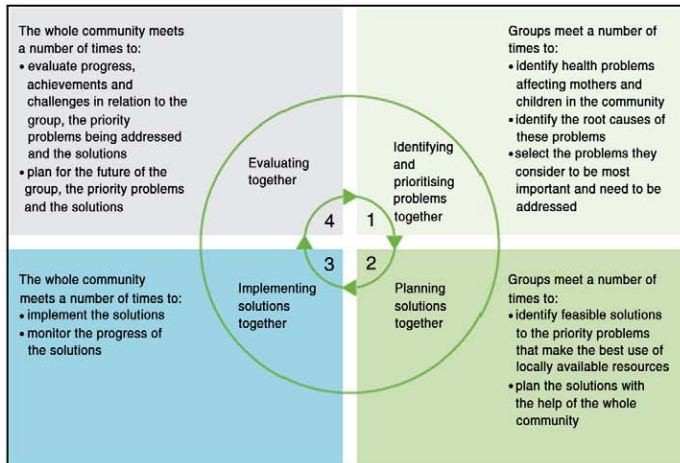 The whole community meets
a number of times to:
• evaluate progress,
achievements and
challenges in relation to the
group, the priority
problems being addressed
and the solutions
• plan for the future of the
group, the priority problems
and the solutions
Groups meet a number of
times to:
• identify health problems
affecting mothers and
children in the community
• identify the root causes of
these problems
• select the problems they
consider to be most
important and need to be
addressed
Evaluating
together
Identifying
and
prioritising
problems
together
4
1
3
2
The whole community
meets a number of times to:
• implement the solutions
• monitor the progress of
the solutions
Implementing
solutions
together
Planning
solutions
together
Groups meet a number of
times to:
• identify feasible solutions
to the priority problems
that make the best use of
locally available resources
• plan the solutions with
the help of the whole
community